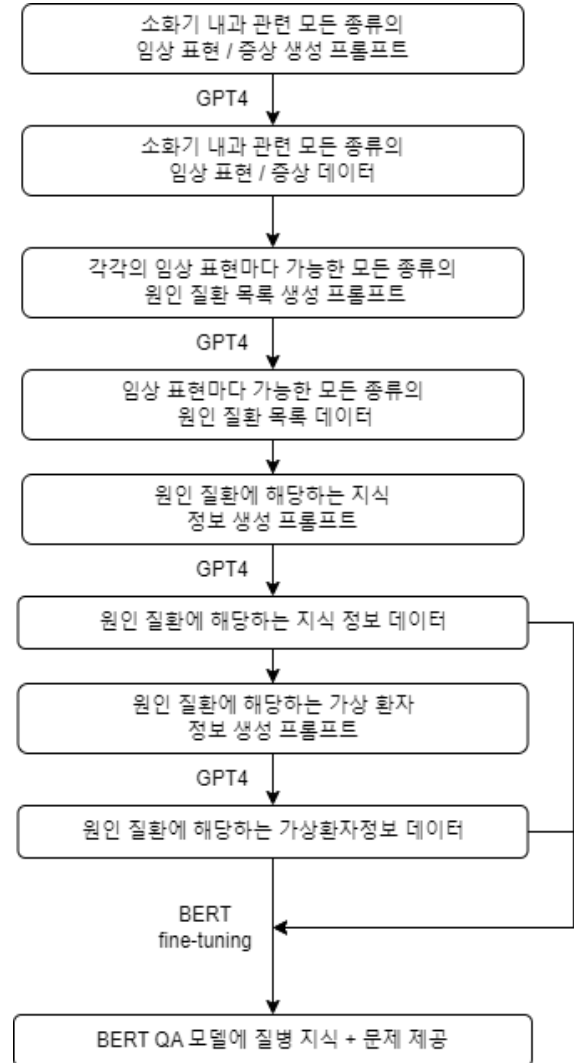 소화기 내과 관련 모든 종류의
임상 표현 / 증상 생성 프롬프트
GPT4
소화기 내과 관련 모든 종류의
임상 표현 / 증상 데이터
각각의 임상 표현마다 가능한 모든 종류의
원인 질환 목록 생성 프롬프트
GPT4
임상 표현마다 가능한 모든 종류의
원인 질환 목록 데이터
원인 질환에 해당하는 지식
정보 생성 프롬프트
GPT4
원인 질환에 해당하는 지식 정보 데이터
원인 질환에 해당하는 가상 환자
정보 생성 프롬프트
GPT4
원인 질환에 해당하는 가상환자정보 데이터
BERT
fine-tuning
BERT QA 모델에 질병 지식 + 문제 제공